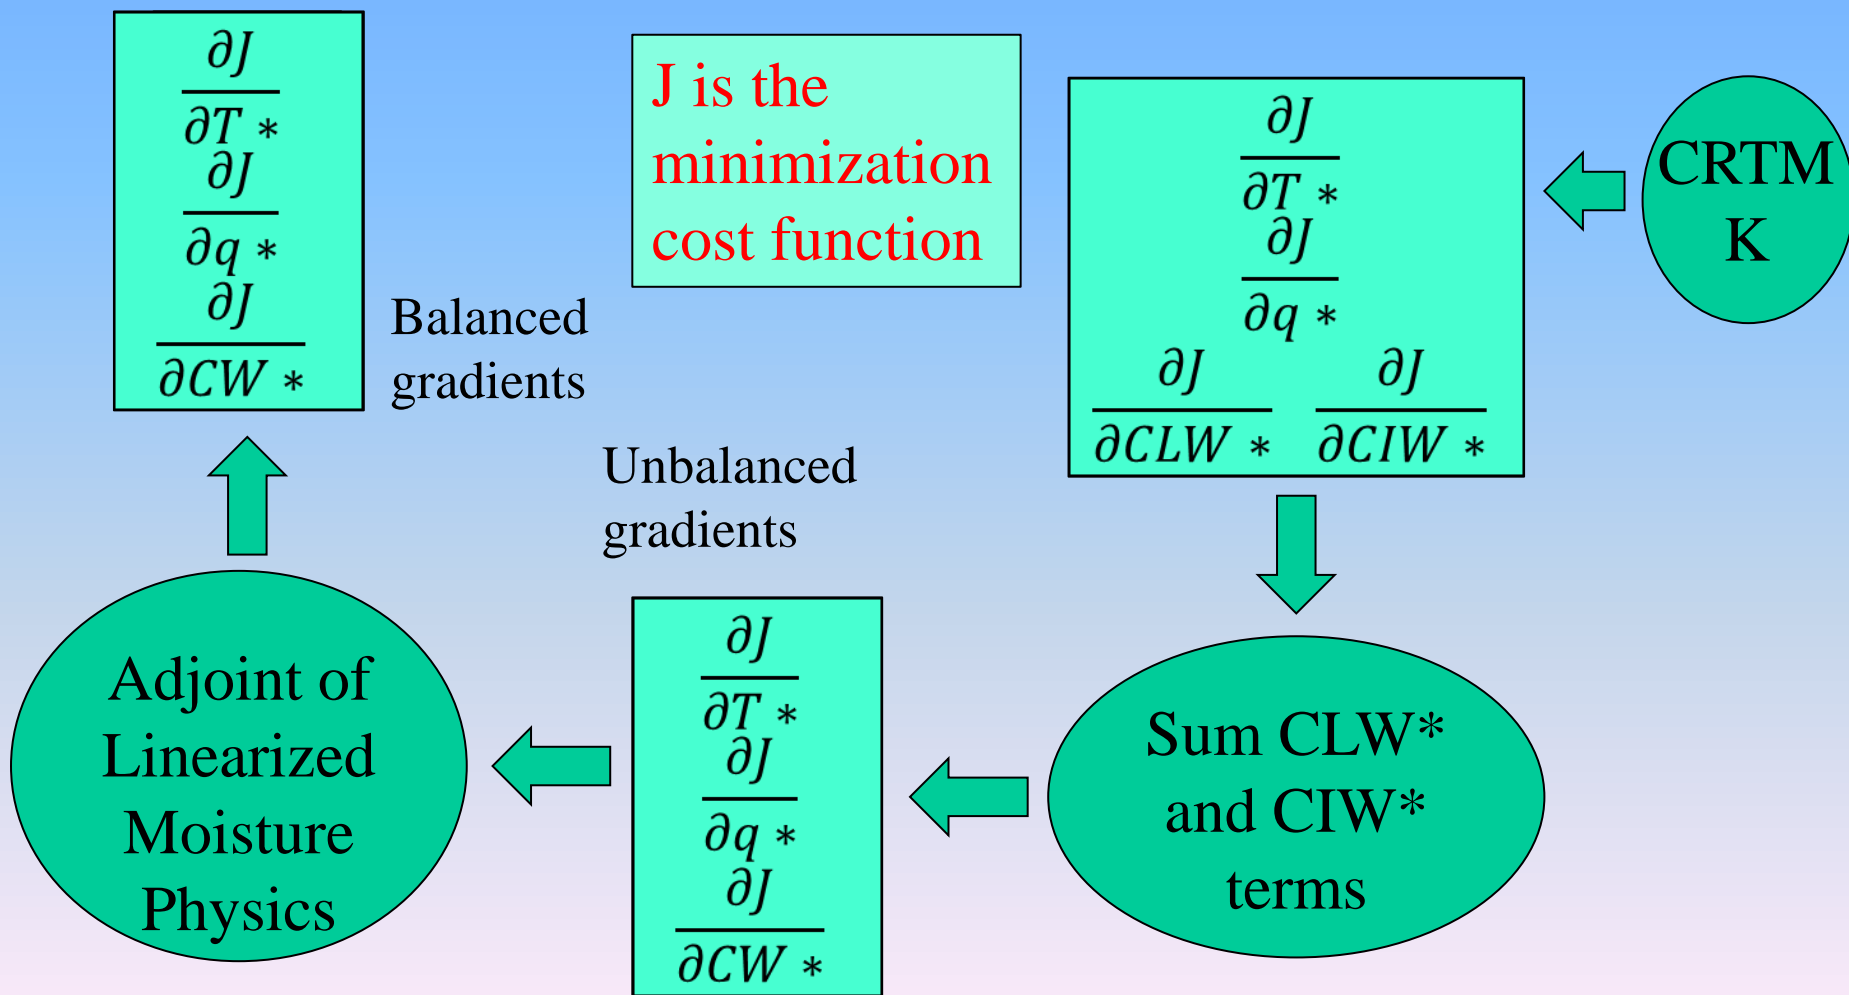 ∂J
∂T *
∂J
∂q *
∂J
∂CW *
Balanced
gradients
J is the
minimization
cost function
∂J
∂T *
∂J
∂q *
∂J ∂J
∂CLW * ∂CIW *
CRTM
K
Unbalanced
gradients
Adjoint of
Linearized
Moisture
Physics
∂J
∂T *
∂J
∂q *
∂J
∂CW *
Sum CLW*
and CIW*
terms